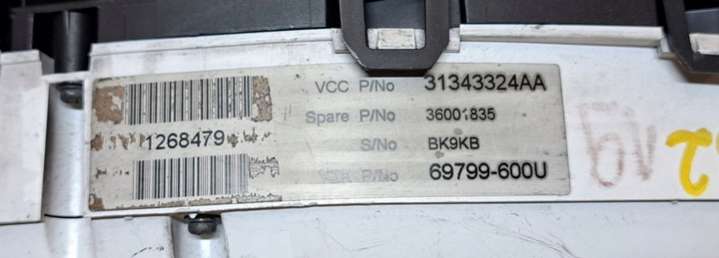 VCC P/No 31343324AA
Spare P/No 36001835
1268479
S/No BK9KB
P/No 69799-600U